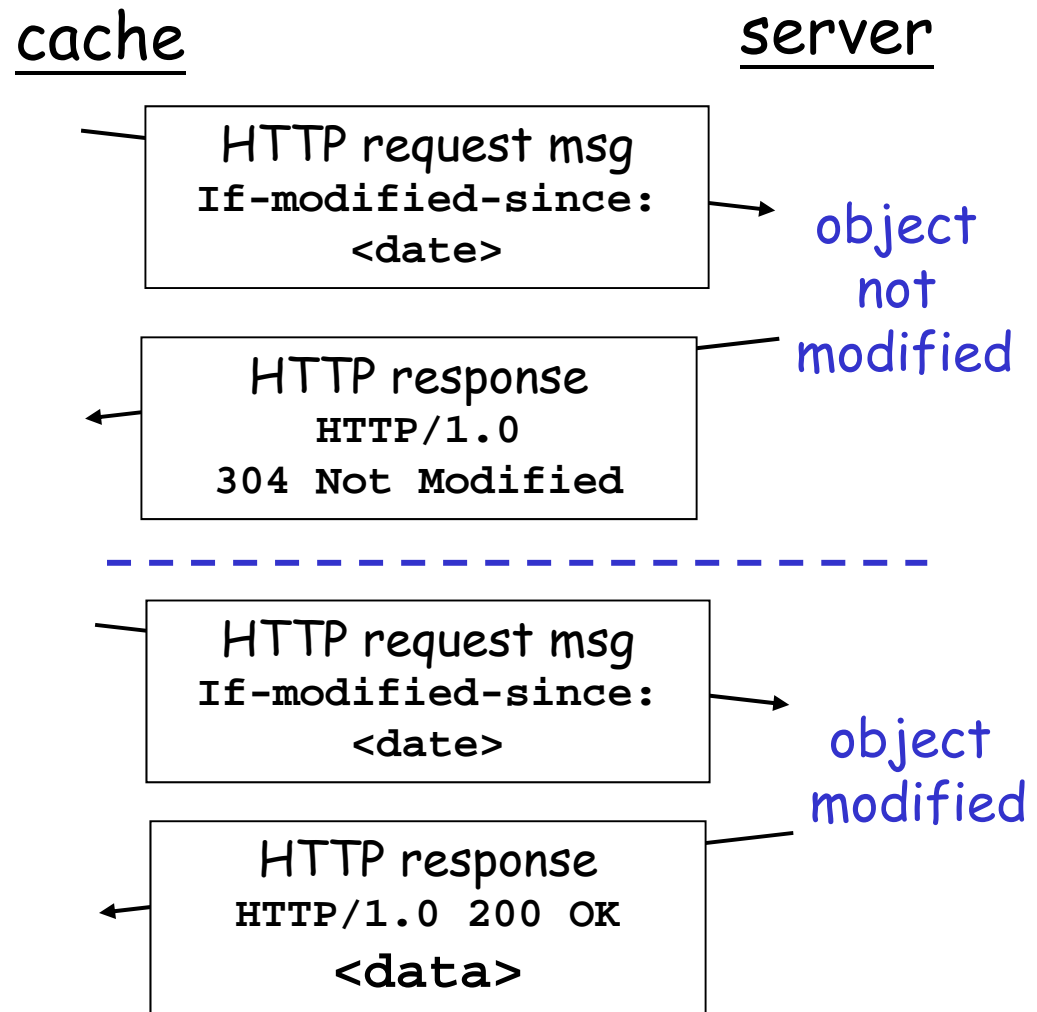 cache
server
HTTP request msg
If-modified-since:
<date>
object
not
modified
HTTP response
HTTP/1.0
304 Not Modified
HTTP request msg
If-modified-since:
<date>
object
modified
HTTP response
HTTP/1.0 200 OK
<data>